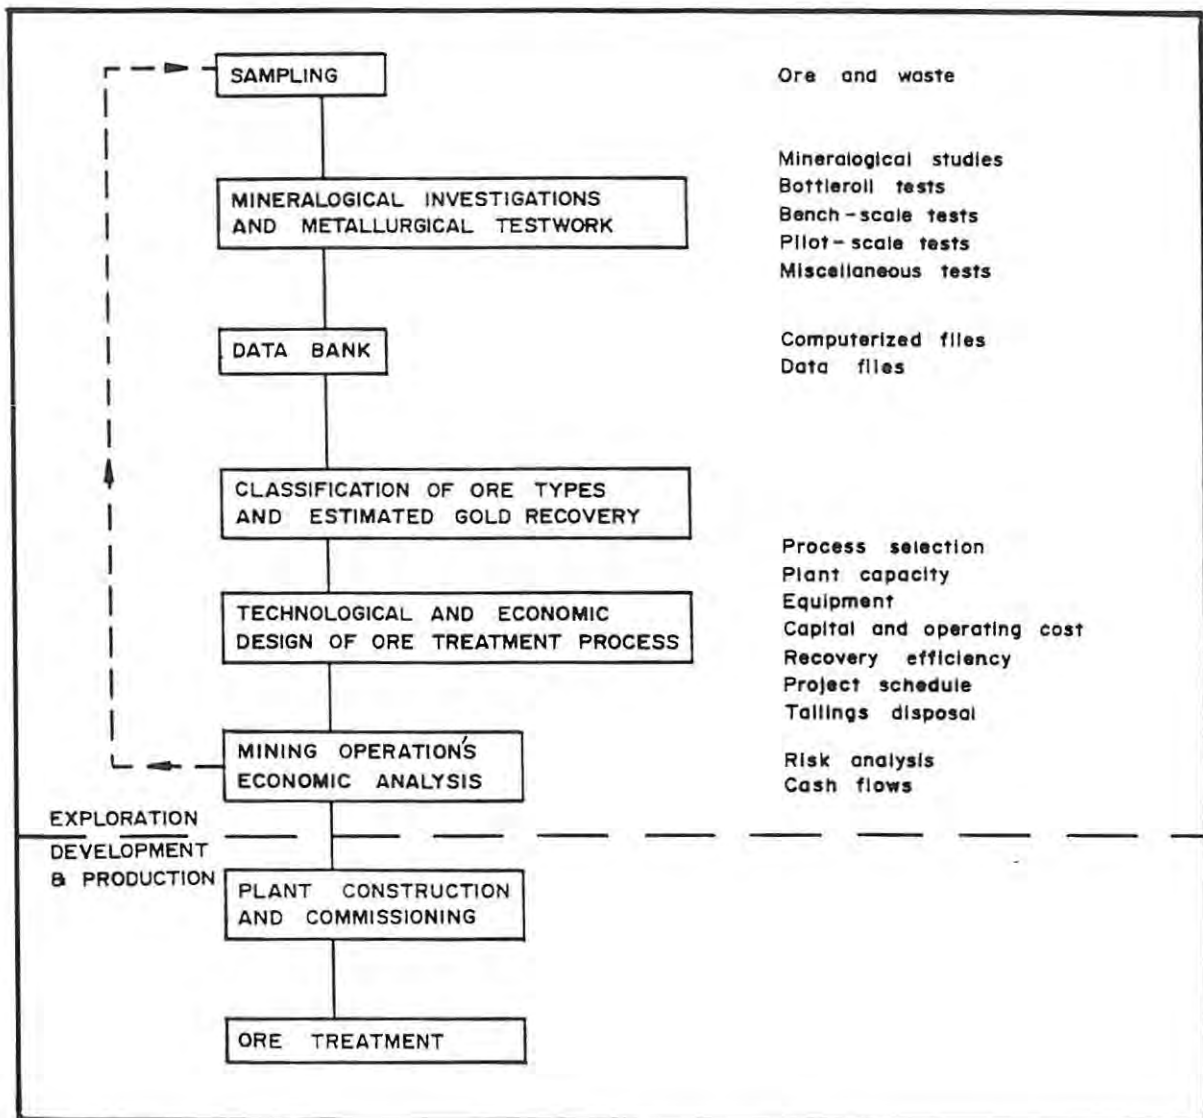 SAMPLING
Ore and waste
MINERALOGICAL INVESTIGATIONS
AND METALLURGICAL TESTWORK
Mineralogical studies
Bottleroll tests
Bench-scale tests
Pilot-scale tests
Miscellaneous tests
DATA BANK
Computerized files
Data files
CLASSIFICATION OF ORE TYPES
AND ESTIMATED GOLD RECOVERY
TECHNOLOGICAL AND ECONOMIC
DESIGN OF ORE TREATMENT PROCESS
Process selection
Plant capacity
Equipment
Capital and operating cost
Recovery efficiency
Project schedule
Tailings disposal
MINING OPERATION'S
ECONOMIC ANALYSIS
Risk analysis
Cash flows
EXPLORATION
DEVELOPMENT
& PRODUCTION
PLANT CONSTRUCTION
AND COMMISSIONING
ORE TREATMENT